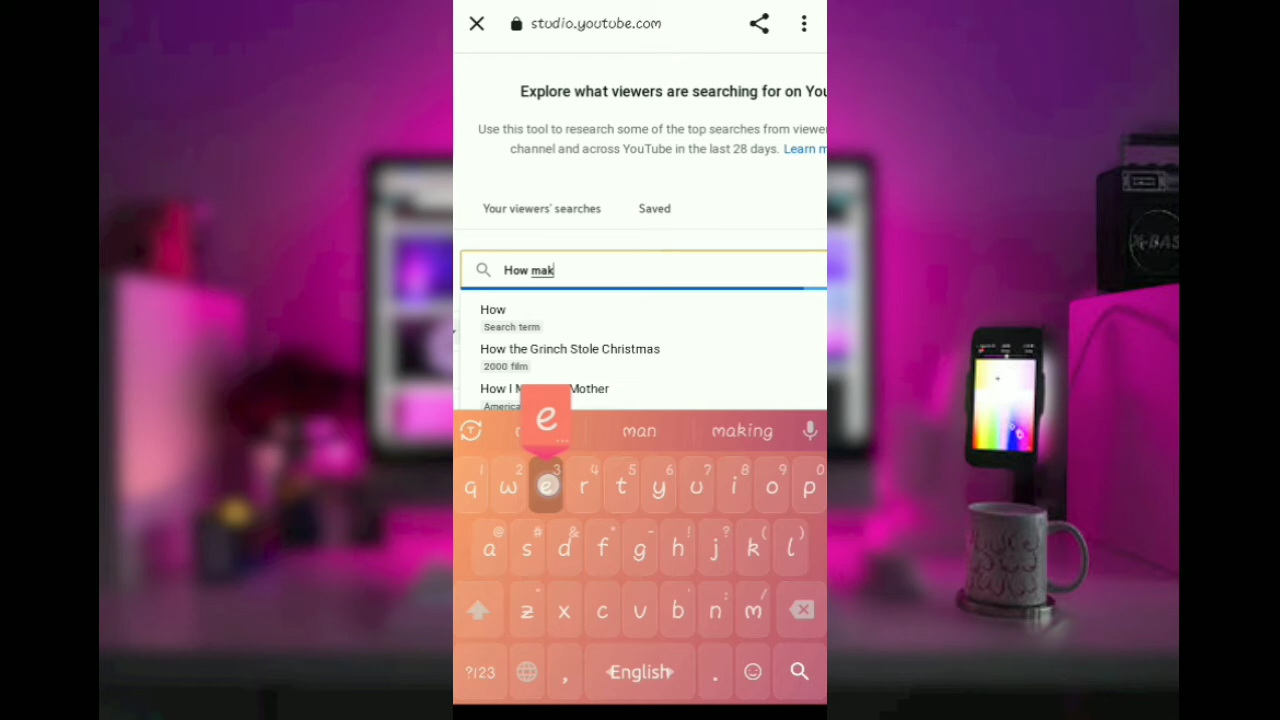 studio.youtube.com
Explore what viewers are searching for on You
Use this tool to research some of the top searches from viewe
channel and across YouTube in the last 28 days. Learn m
Your viewers' searches Saved
How mak
How
Search term
How the Grinch Stole Christmas
2000 film
How I M Mother
America
e
man making
1 2 3 4 5 6 7 8 9 0
q w e r t y u i o p
@ # & * - ! ? ( )
a s d f g h j k l
z x c v b n m
?123 , English .
X-BAS